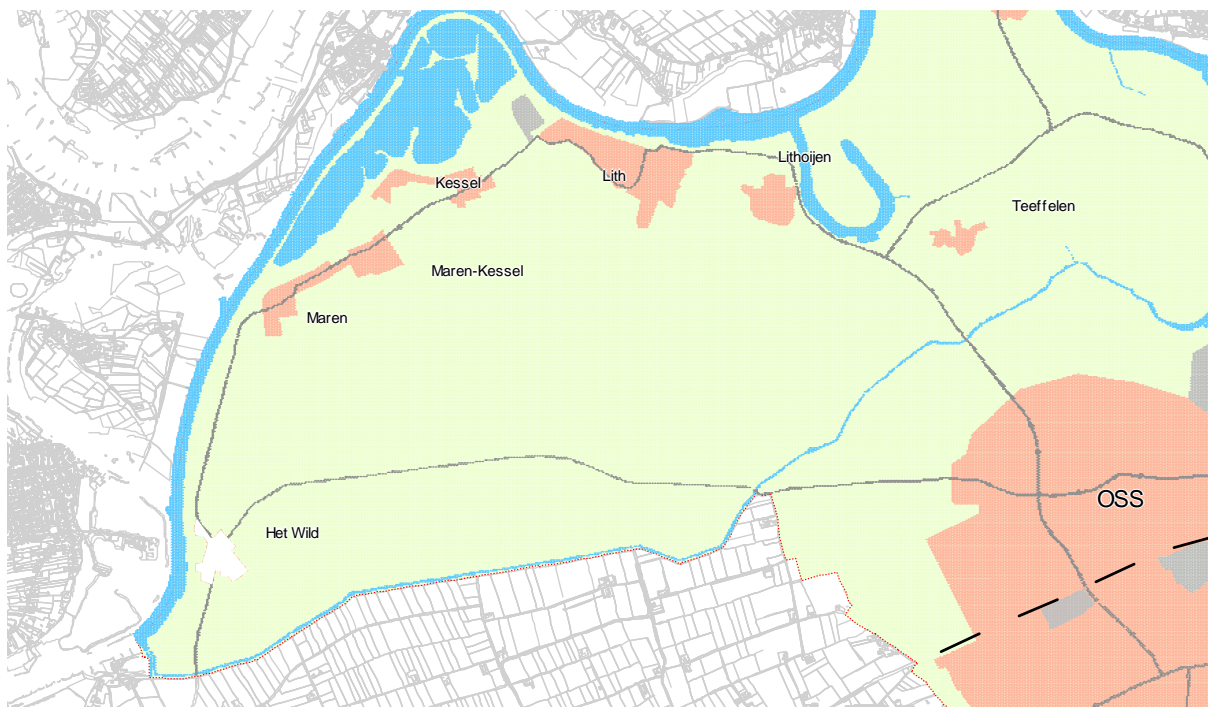 Lithoijen
Kessel
Lith
Teeffelen
Maren-Kessel
Maren
OSS
Het Wild